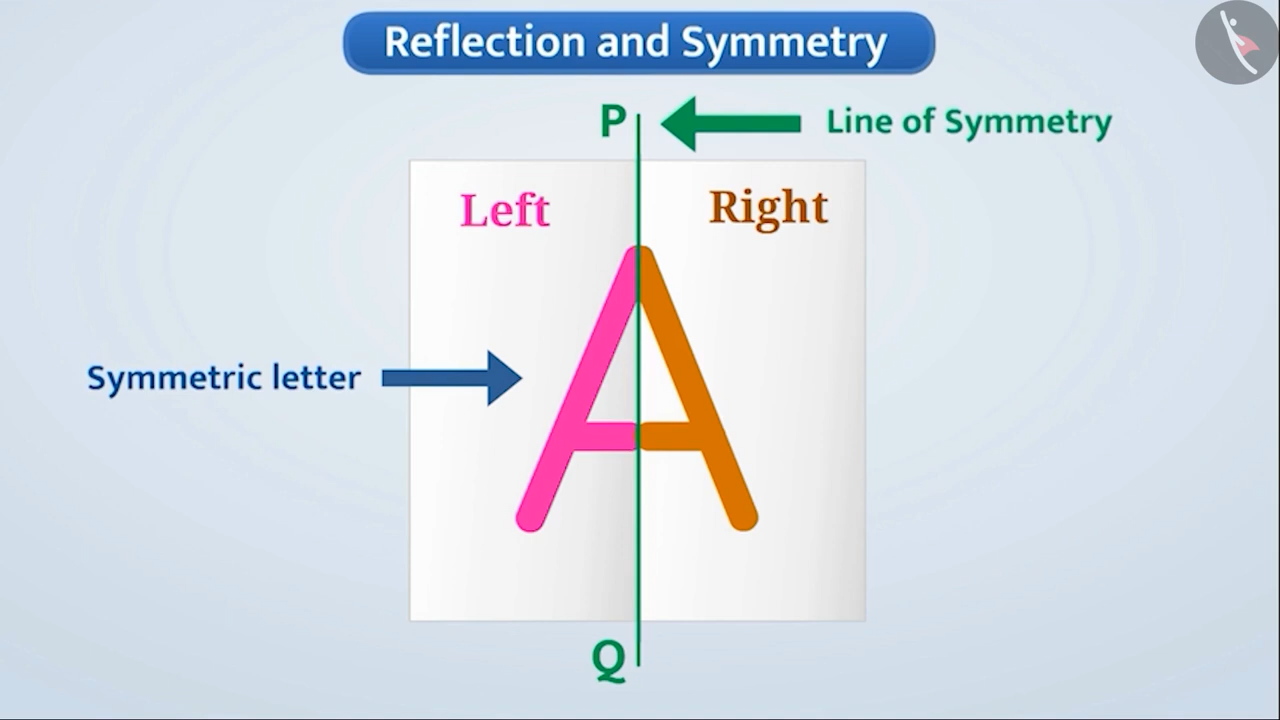 Reflection and Symmetry
P
Line of Symmetry
Left
Right
A
Symmetric letter
Q